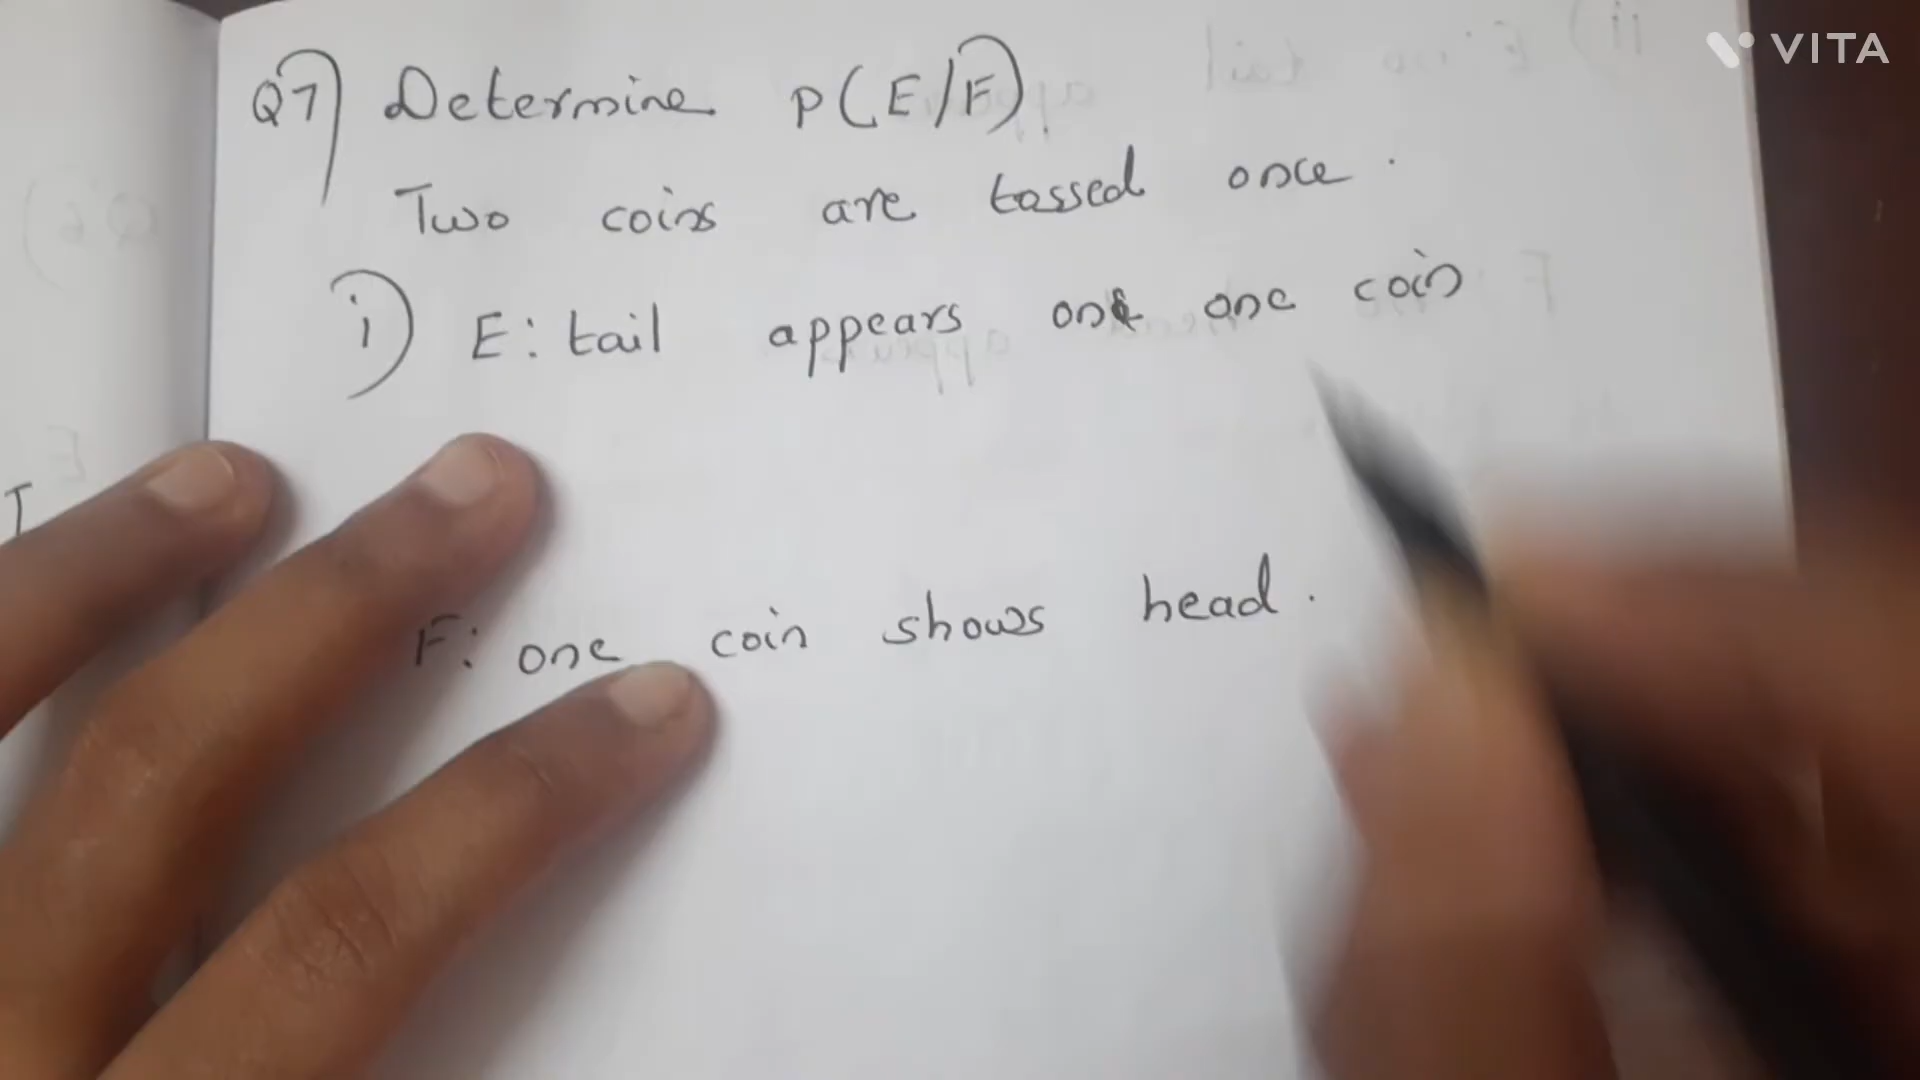 VITA
Q7) Determine P(E/F)
Two coins are tossed once.
i) E: tail appears on one coin
F: one coin shows head.
I